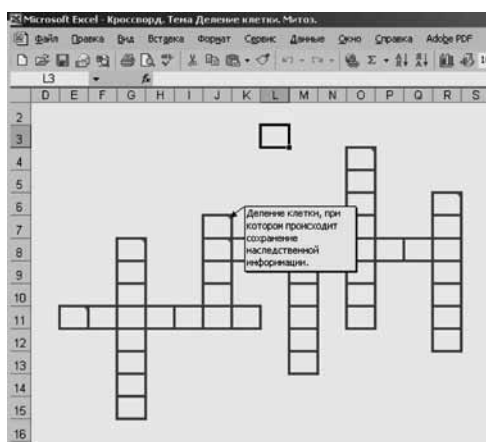 Microsoft Excel - Кроссворд. Тема Деление клетки. Митоз.
Файл Правка Вид Вставка Формат Сервис Данные Окно Справка Adobe PDF
L3 fx
D E F G H I J K L M N O P Q R S
2
3
4
5
6
Деление клетки, при
7
котором происходит
сохранение
8
наследственной
информации.
9
10
11
12
13
14
15
16